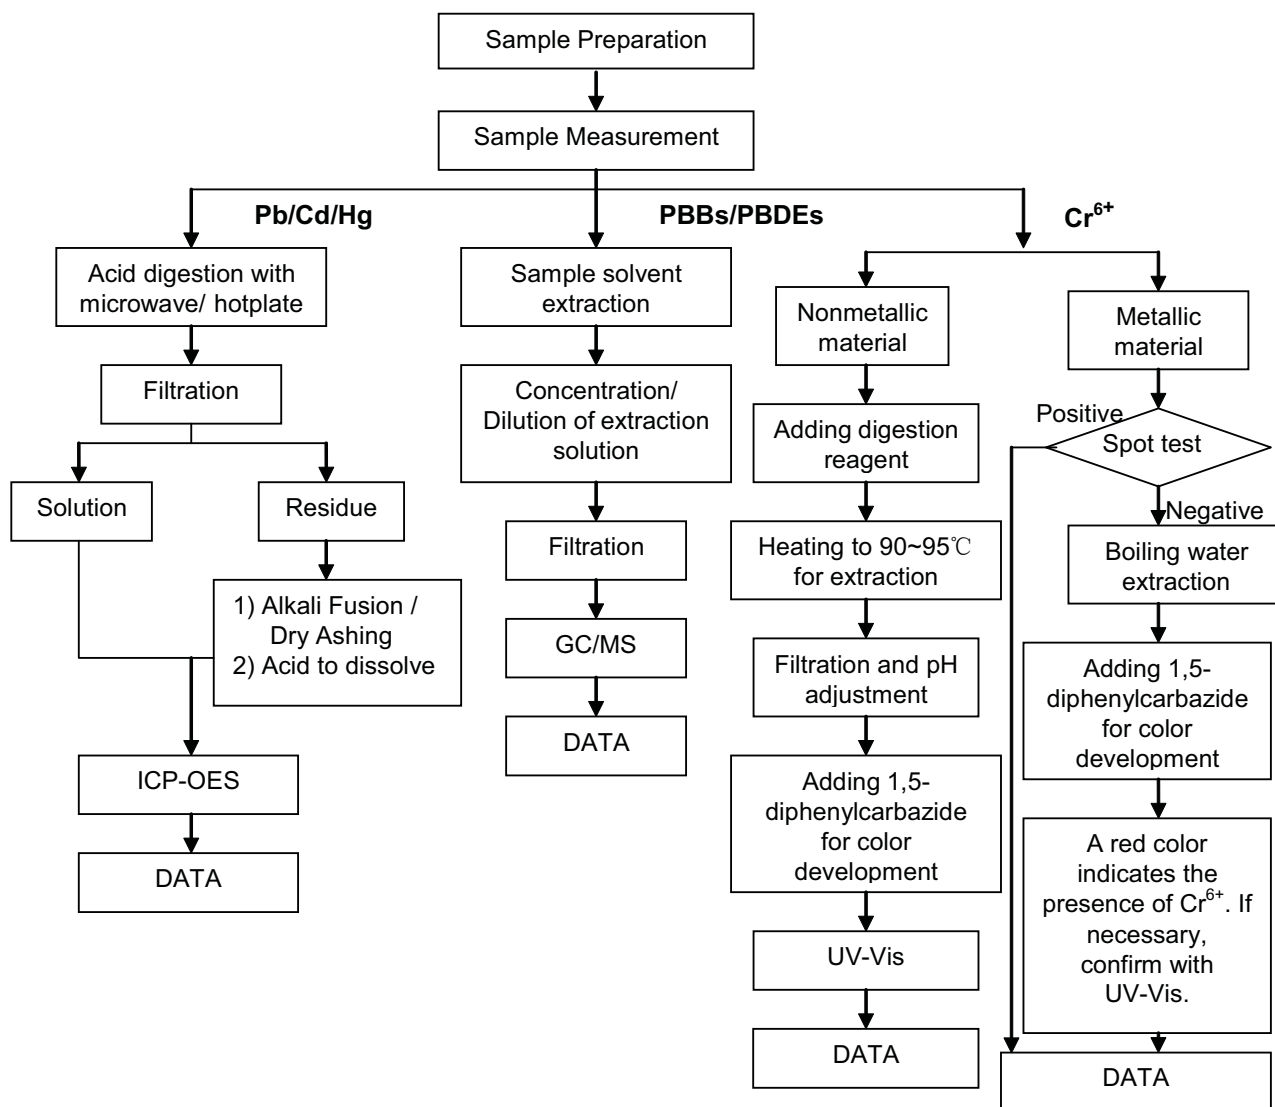 Sample Preparation
Sample Measurement
Pb/Cd/Hg
PBBs/PBDEs
Cr⁶⁺
Acid digestion with
microwave/ hotplate
Filtration
Solution
Residue
1) Alkali Fusion /
Dry Ashing
2) Acid to dissolve
ICP-OES
DATA
Sample solvent
extraction
Concentration/
Dilution of extraction
solution
Filtration
GC/MS
DATA
Nonmetallic
material
Adding digestion
reagent
Heating to 90~95℃
for extraction
Filtration and pH
adjustment
Adding 1,5-
diphenylcarbazide
for color
development
UV-Vis
DATA
Metallic
material
Positive
Spot test
Negative
Boiling water
extraction
Adding 1,5-
diphenylcarbazide
for color
development
A red color
indicates the
presence of Cr⁶⁺. If
necessary,
confirm with
UV-Vis.
DATA